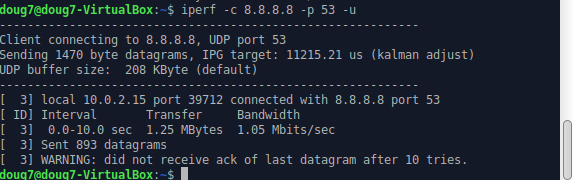 doug7@doug7-VirtualBox:~$ iperf -c 8.8.8.8 -p 53 -u
------------------------------------------------------------
Client connecting to 8.8.8.8, UDP port 53
Sending 1470 byte datagrams, IPG target: 11215.21 us (kalman adjust)
UDP buffer size:  208 KByte (default)
------------------------------------------------------------
[  3] local 10.0.2.15 port 39712 connected with 8.8.8.8 port 53
[ ID] Interval       Transfer     Bandwidth
[  3]  0.0-10.0 sec  1.25 MBytes  1.05 Mbits/sec
[  3] Sent 893 datagrams
[  3] WARNING: did not receive ack of last datagram after 10 tries.
doug7@doug7-VirtualBox:~$